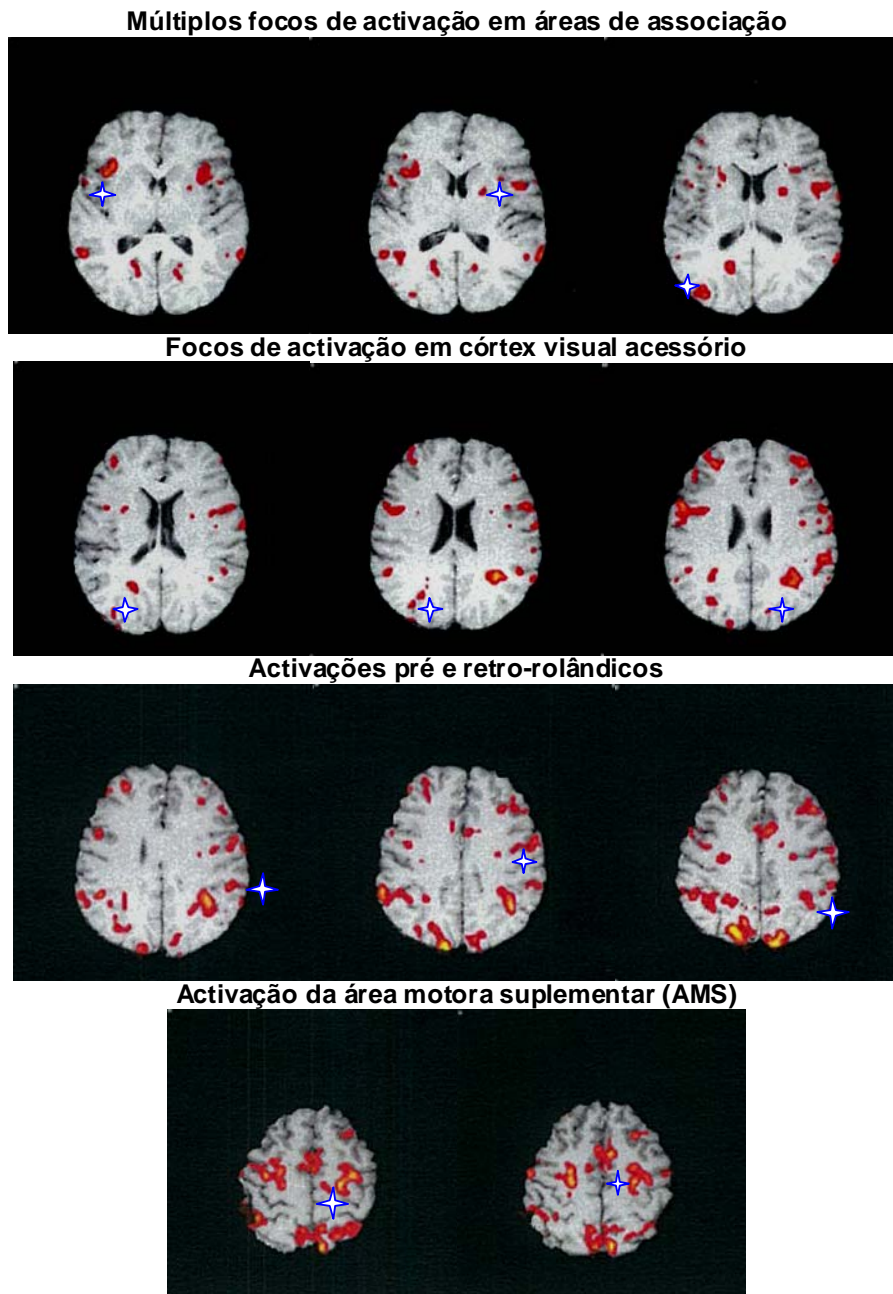 Múltiplos focos de activação em áreas de associação
Focos de activação em córtex visual acessório
Activações pré e retro-rolândicos
Activação da área motora suplementar (AMS)